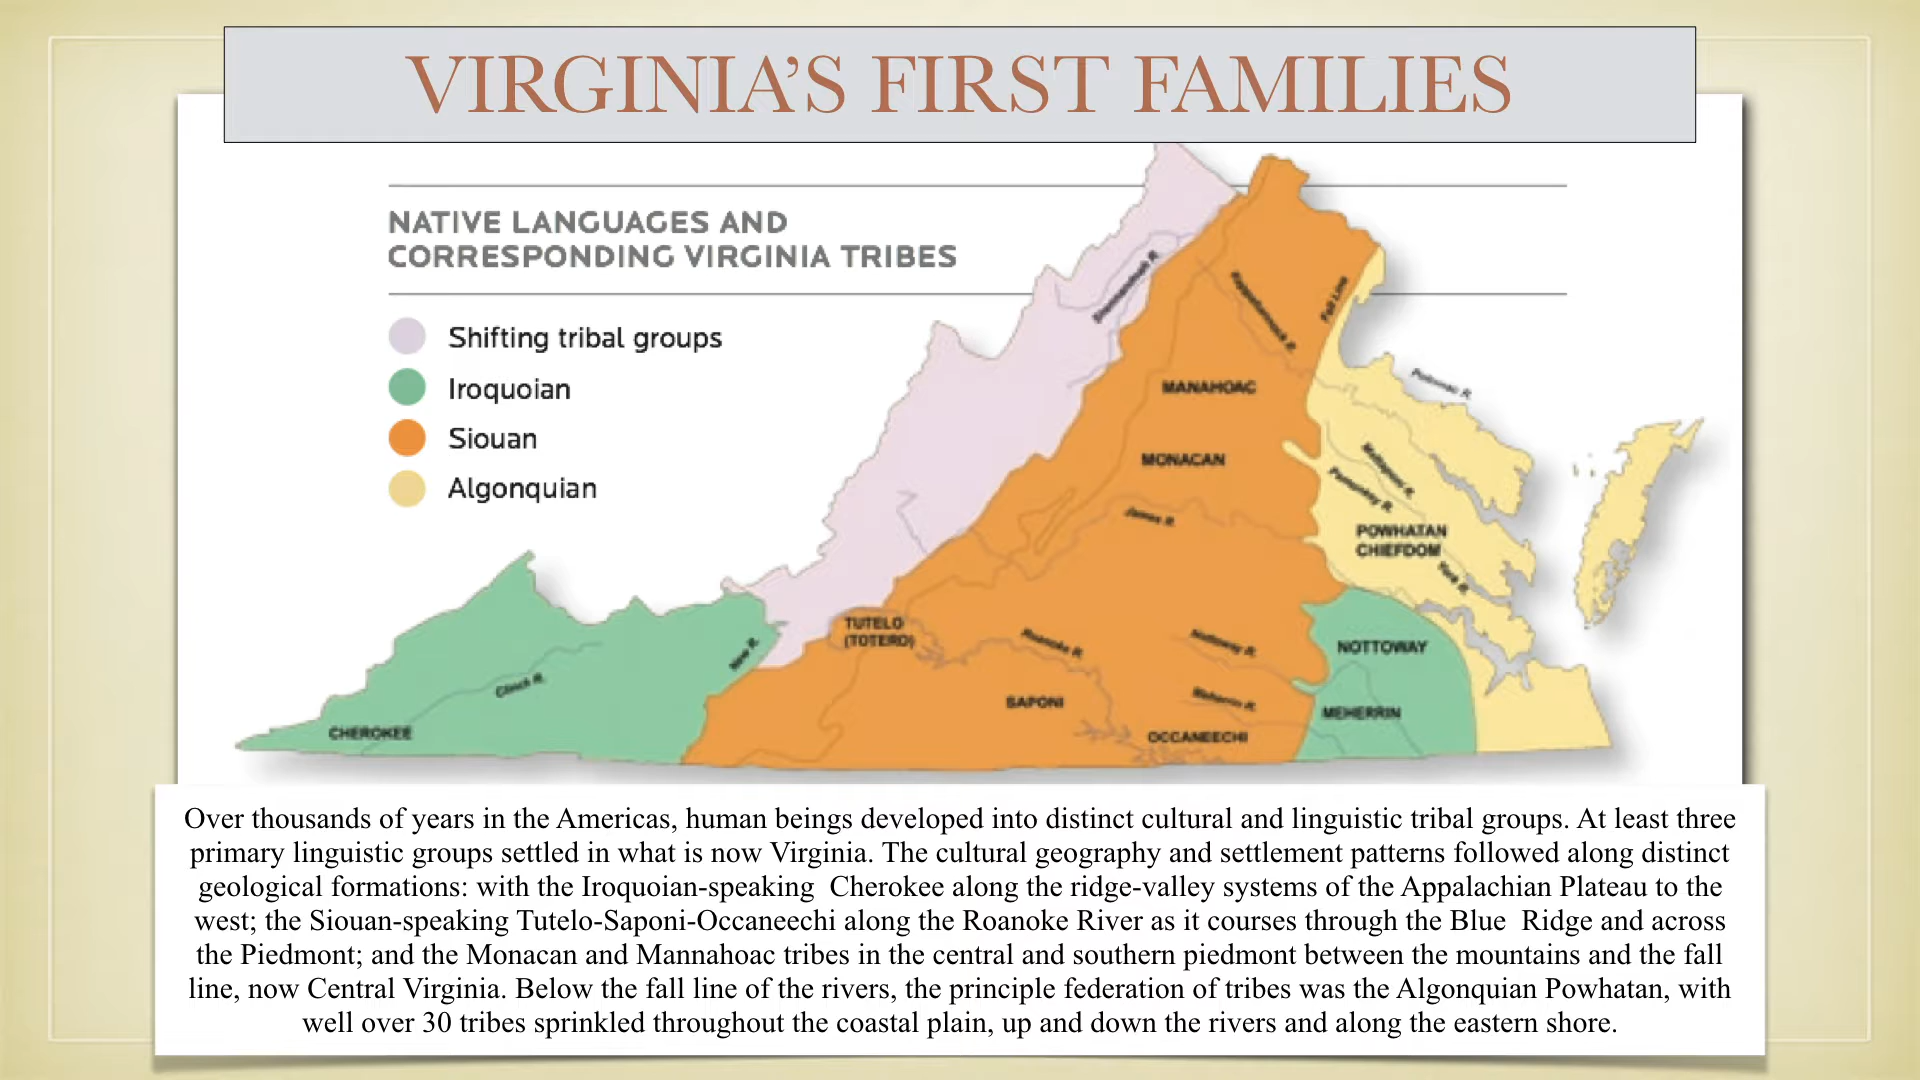 VIRGINIA’S FIRST FAMILIES
NATIVE LANGUAGES AND
CORRESPONDING VIRGINIA TRIBES
Shifting tribal groups
Iroquoian
Siouan
Algonquian
Shenandoah R.
Rappahannock R.
Fall Line
Potomac R.
MANAHOAC
MONACAN
Mattaponi R.
Pamunkey R.
James R.
POWHATAN
CHIEFDOM
York R.
TUTELO
(TOTERO)
Roanoke R.
Nottoway R.
NOTTOWAY
New R.
Clinch R.
SAPONI
Meherrin R.
MEHERRIN
CHEROKEE
OCCANEECHI
Over thousands of years in the Americas, human beings developed into distinct cultural and linguistic tribal groups. At least three
primary linguistic groups settled in what is now Virginia. The cultural geography and settlement patterns followed along distinct
geological formations: with the Iroquoian-speaking  Cherokee along the ridge-valley systems of the Appalachian Plateau to the
west; the Siouan-speaking Tutelo-Saponi-Occaneechi along the Roanoke River as it courses through the Blue  Ridge and across
the Piedmont; and the Monacan and Mannahoac tribes in the central and southern piedmont between the mountains and the fall
line, now Central Virginia. Below the fall line of the rivers, the principle federation of tribes was the Algonquian Powhatan, with
well over 30 tribes sprinkled throughout the coastal plain, up and down the rivers and along the eastern shore.